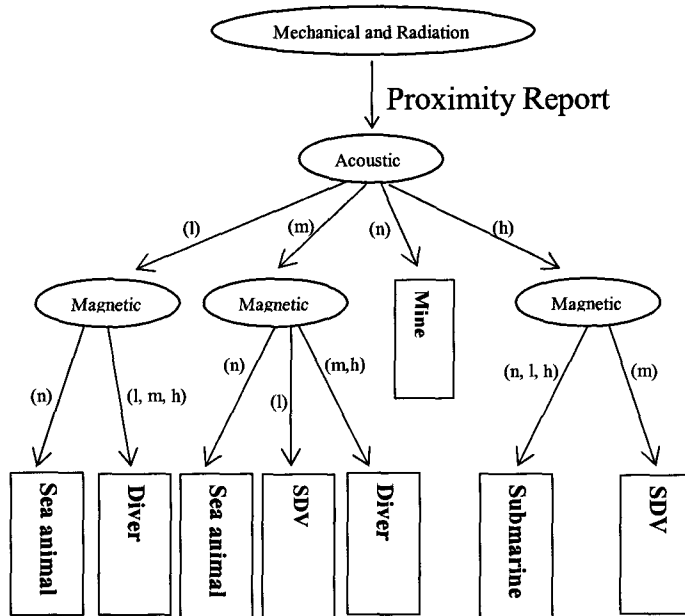 Mechanical and Radiation
Proximity Report
Acoustic
(l)
(m)
(n)
(h)
Magnetic
Magnetic
Mine
Magnetic
(n)
(l, m, h)
(n)
(l)
(m,h)
(n, l, h)
(m)
Sea animal
Diver
Sea animal
SDV
Diver
Submarine
SDV